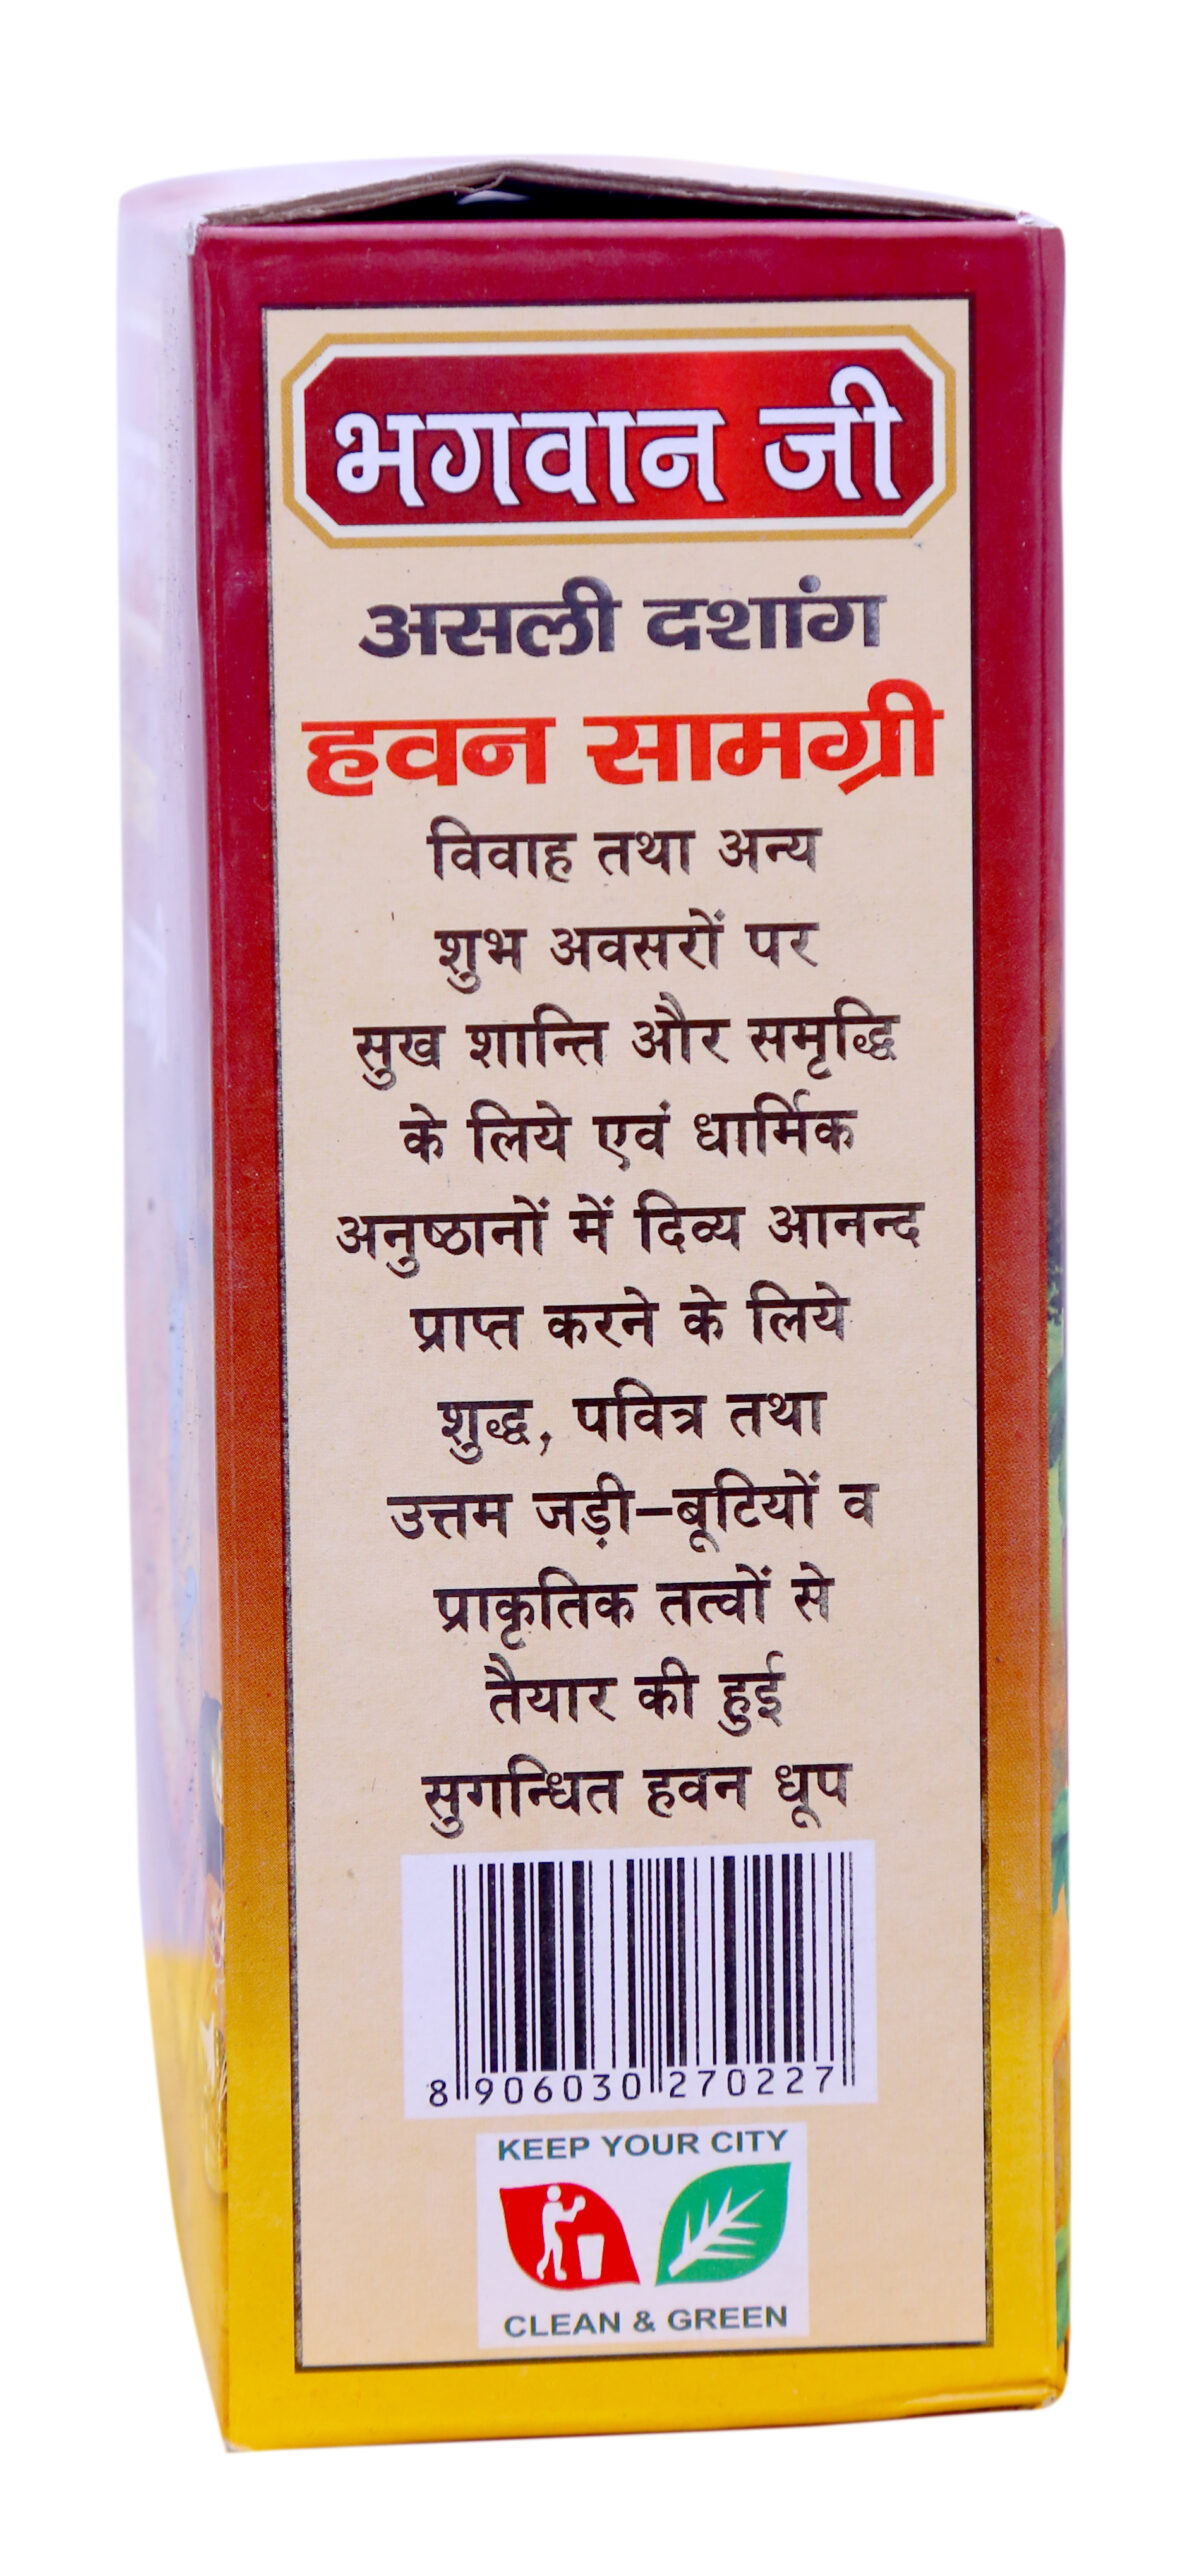 भगवान जी
असली दशांग
हवन सामग्री
विवाह तथा अन्य
शुभ अवसरों पर
सुख शान्ति और समृद्धि
के लिये एवं धार्मिक
अनुष्ठानों में दिव्य आनन्द
प्राप्त करने के लिये
शुद्ध, पवित्र तथा
उत्तम जड़ी–बूटियों व
प्राकृतिक तत्वों से
तैयार की हुई
सुगन्धित हवन धूप
8 906030 270227
KEEP YOUR CITY
CLEAN & GREEN